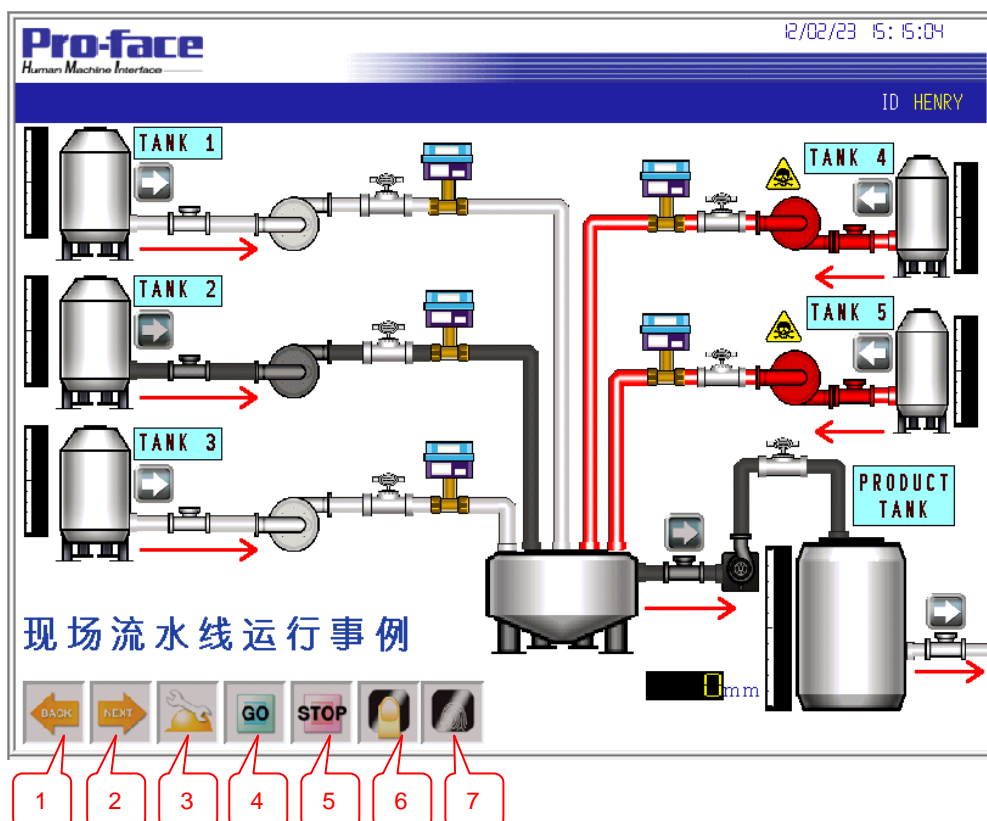 Pro-face
Human Machine Interface
12/02/23 15:15:04
ID HENRY
TANK 1
TANK 4
TANK 2
TANK 5
TANK 3
PRODUCT
TANK
现场流水线运行事例
0mm
BACK
NEXT
GO
STOP
1
2
3
4
5
6
7